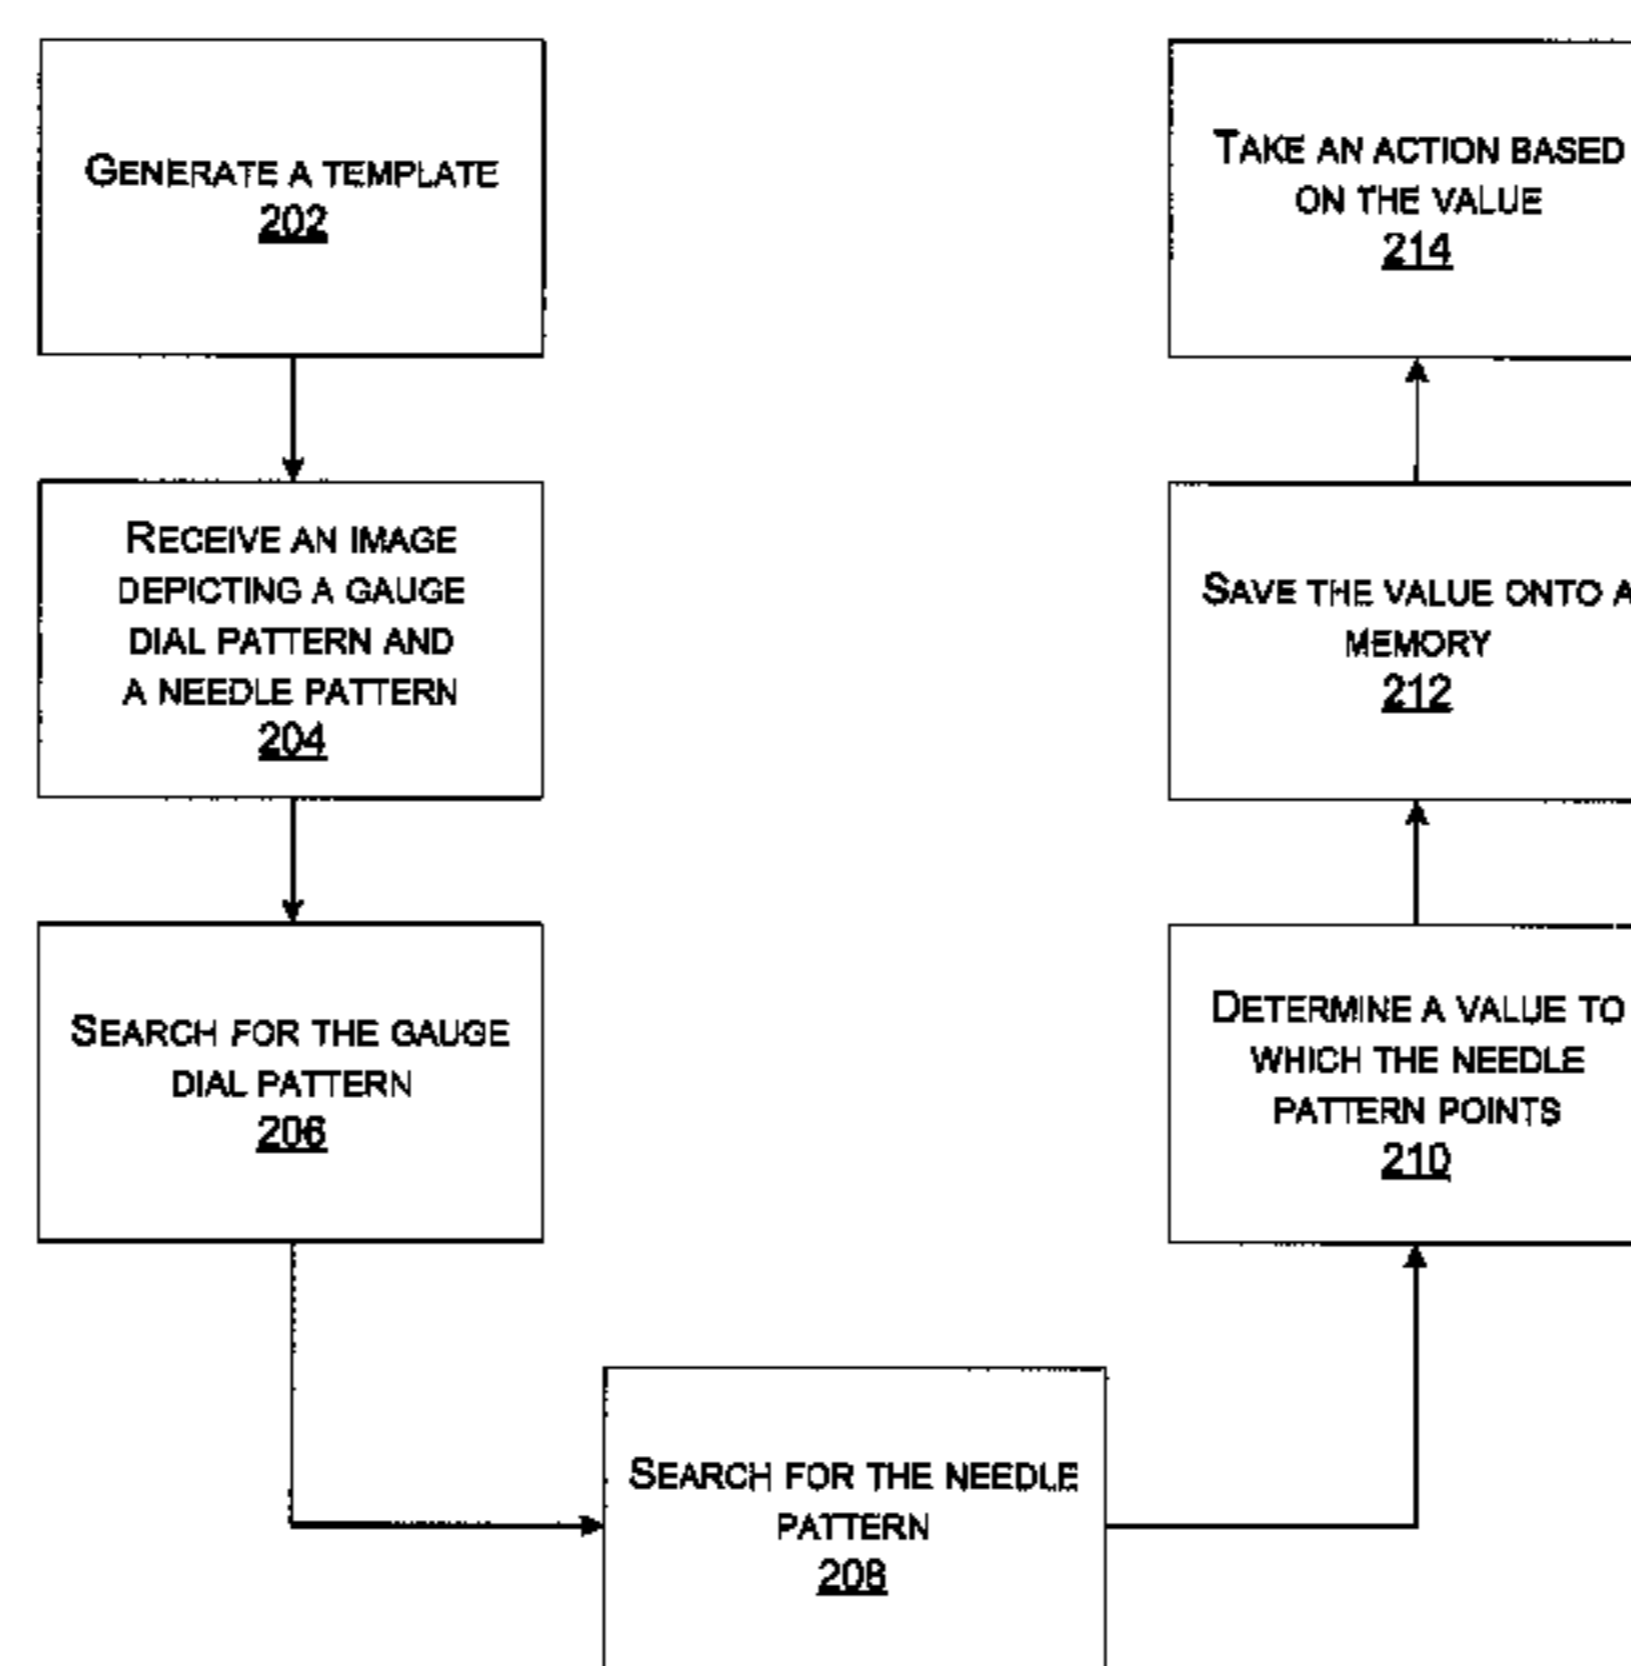 GENERATE A TEMPLATE
202
RECEIVE AN IMAGE
DEPICTING A GAUGE
DIAL PATTERN AND
A NEEDLE PATTERN
204
SEARCH FOR THE GAUGE
DIAL PATTERN
206
SEARCH FOR THE NEEDLE
PATTERN
208
DETERMINE A VALUE TO
WHICH THE NEEDLE
PATTERN POINTS
210
SAVE THE VALUE ONTO A
MEMORY
212
TAKE AN ACTION BASED
ON THE VALUE
214